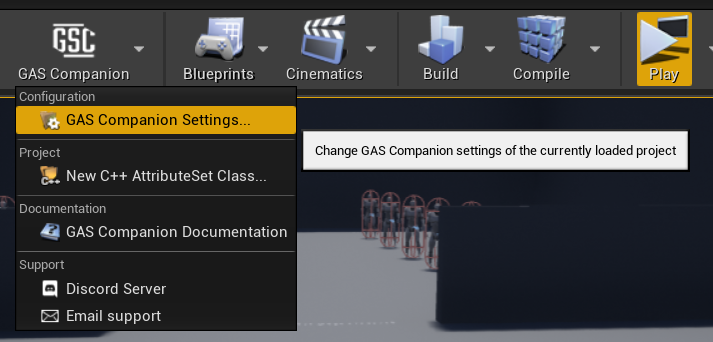 GSC
GAS Companion
Blueprints
Cinematics
Build
Compile
Play
Configuration
GAS Companion Settings...
Change GAS Companion settings of the currently loaded project
Project
C++
New C++ AttributeSet Class...
Documentation
GAS Companion Documentation
Support
Discord Server
Email support